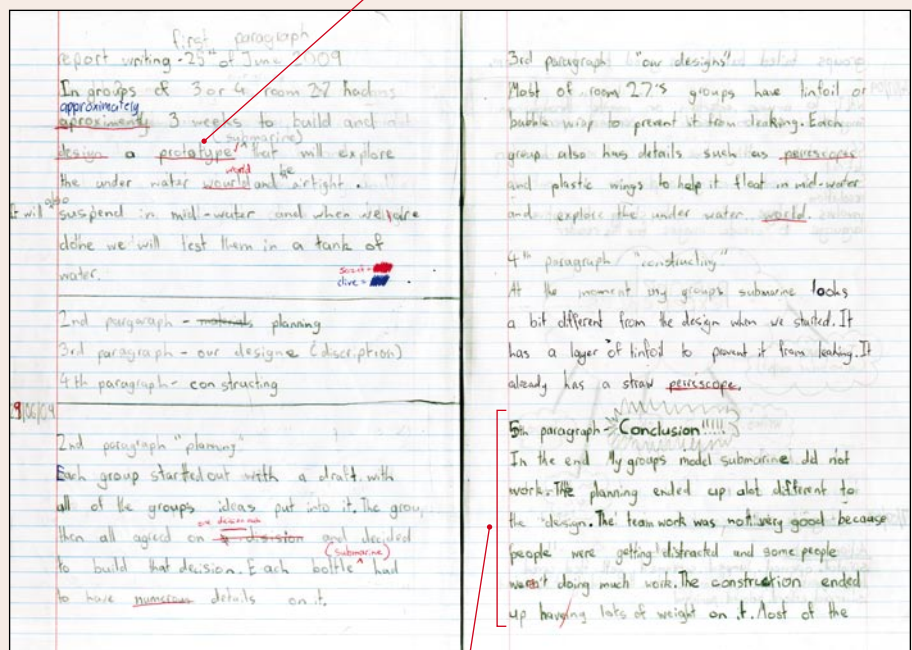 first paragraph
report writing - 25th of June 2009
In groups of 3 or 4 room 27 had
approximately
aproximently 3 weeks to build and
(submarine)
design a prototype that will explore
world the
the under water wourld and be airtight.
It will also suspend in mid-water and when we are
done we will test them in a tank of
water.
clive =
2nd pargaraph - planning
3rd paragraph - our designe (discription)
4th paragraph - constructing
29/06/09
2nd paragraph "planning"
Each group startted out with a draft with
all of the groups ideas put into it. The group
then all agreed on and decided
(submarine)
to build that decision. Each bottle had
to have numerous details on it.
3rd paragraph "our designs"
Most of room 27's groups have tinfoil or
bubble wrap to prevent it from leaking. Each
group also has details such as peirscopes
and plastic wings to help it float in mid-water
and explore the under water world.
4th paragraph "constructing"
At the moment my groups submarine looks
a bit different from the design when we started. It
has a layer of tinfoil to prevent it from leaking. It
already has a straw peirscope.
5th paragraph - Conclusion!!!!!
In the end My groups model submarine did not
work. The planning ended up alot different to
the design. The team work was not very good because
people were getting distracted and some people
weren't doing much work. The construction ended
up having lots of weight on it. Most of the